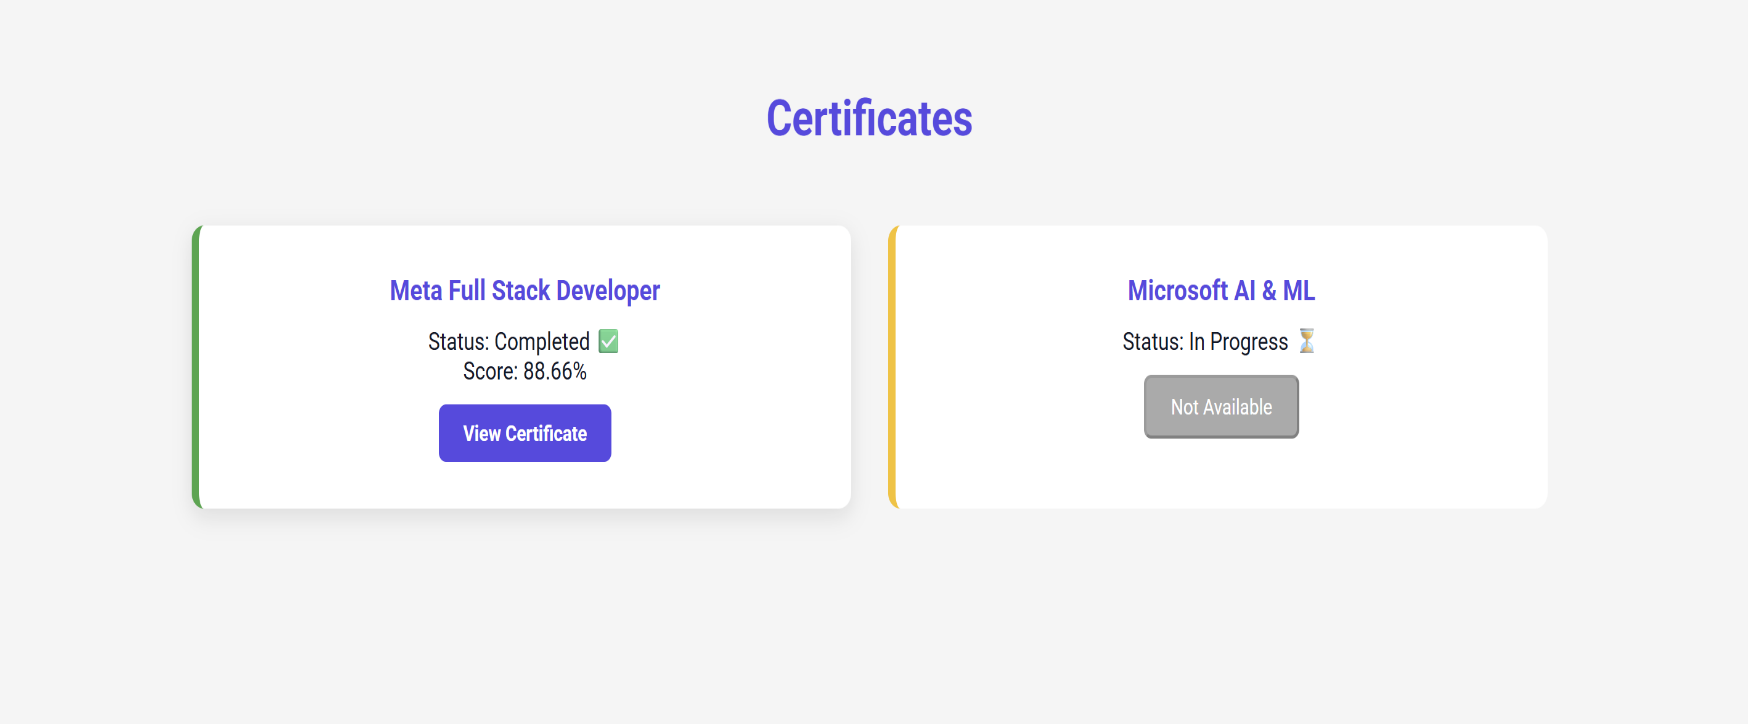 Certificates
Meta Full Stack Developer
Status: Completed ✅
Score: 88.66%
View Certificate
Microsoft AI & ML
Status: In Progress ⏳
Not Available